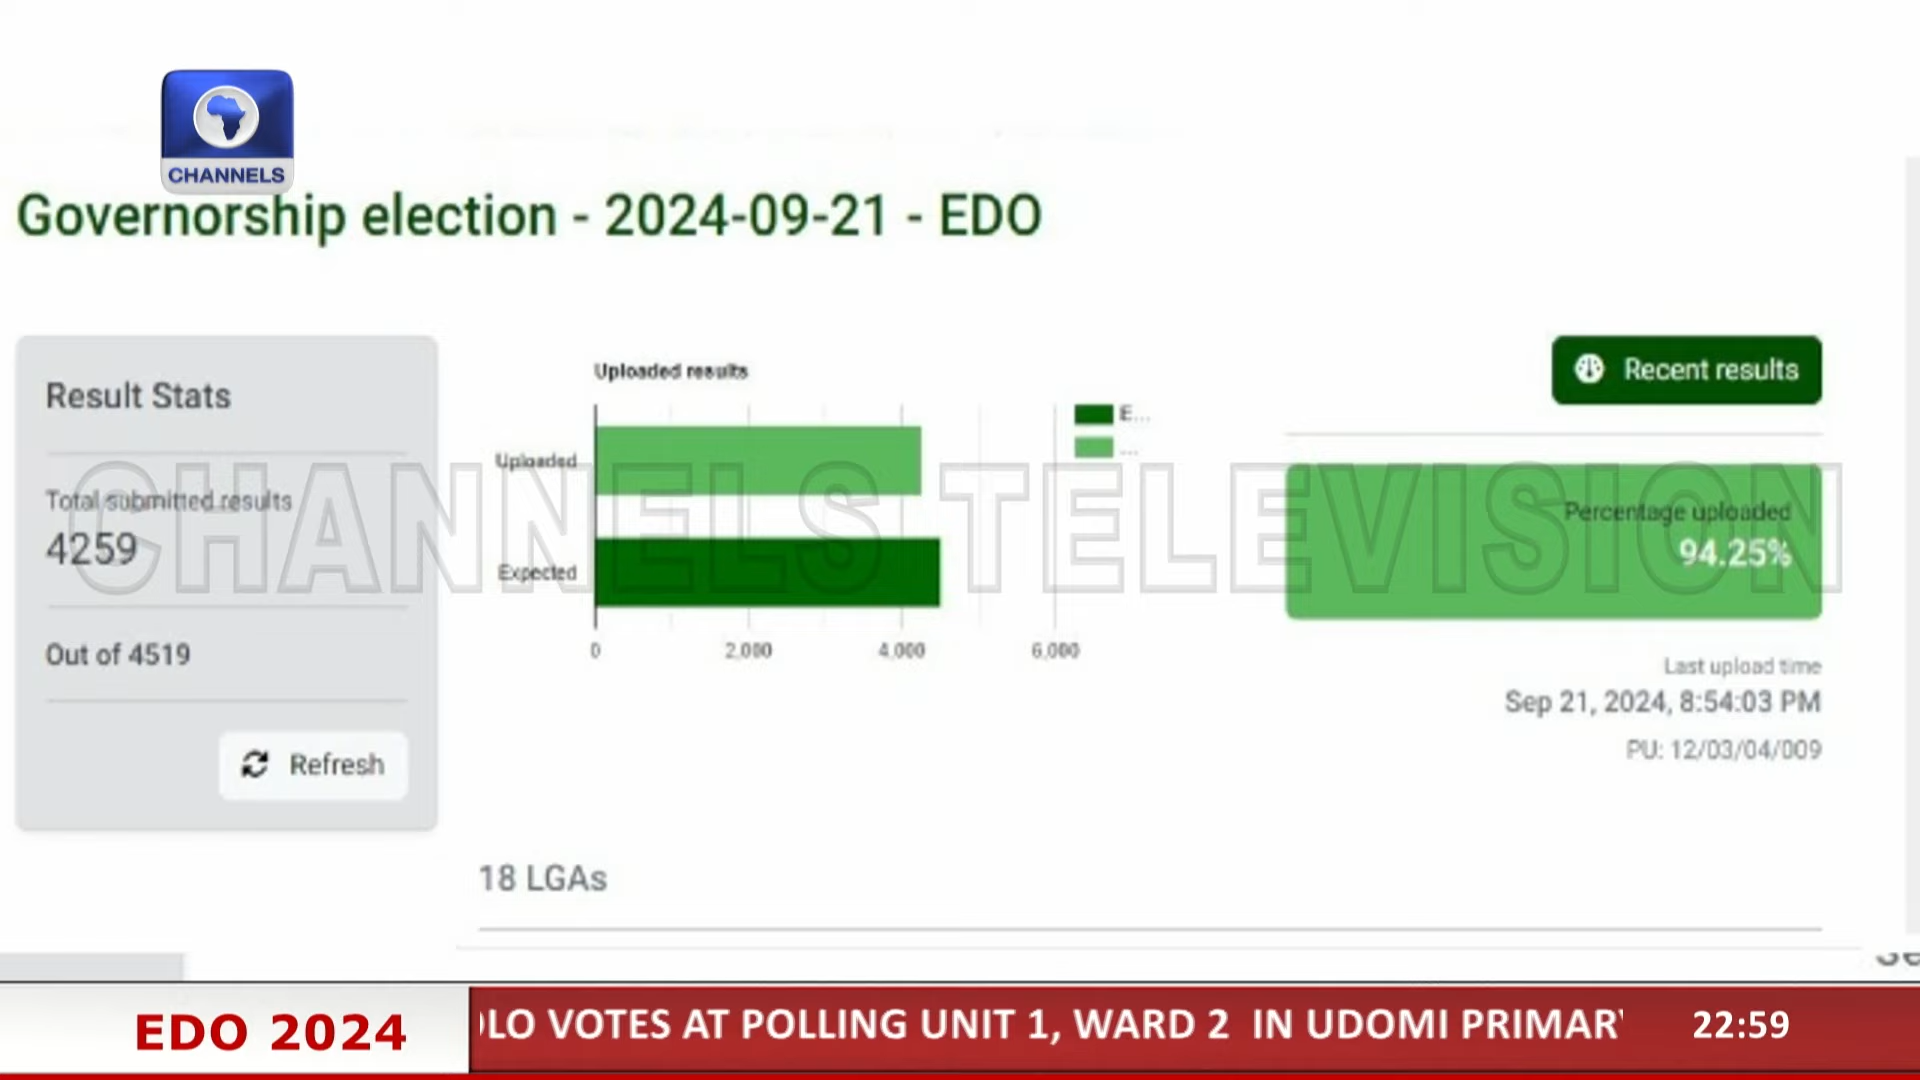 CHANNELS
Governorship election - 2024-09-21 - EDO
Result Stats
Total submitted results
4259
Out of 4519
Refresh
Uploaded results
Uploaded
Expected
0 2,000 4,000 6,000
E...
...
Recent results
Percentage uploaded
94.25%
Last upload time
Sep 21, 2024, 8:54:03 PM
PU: 12/03/04/009
18 LGAs
CHANNELS TELEVISION
EDO 2024
LO VOTES AT POLLING UNIT 1, WARD 2 IN UDOMI PRIMAR
22:59